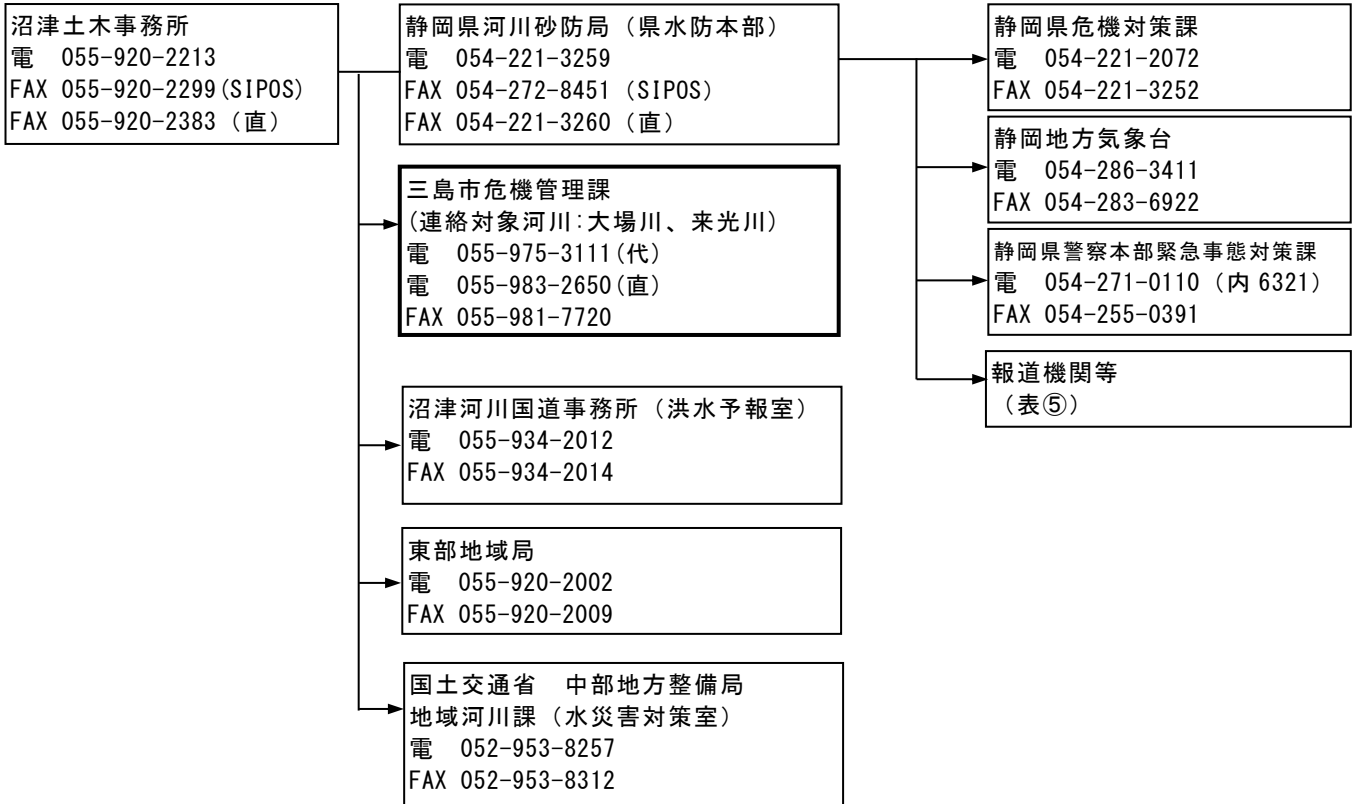 沼津土木事務所
電　055-920-2213
FAX 055-920-2299(SIPOS)
FAX 055-920-2383（直）
静岡県河川砂防局（県水防本部）
電　054-221-3259
FAX 054-272-8451（SIPOS）
FAX 054-221-3260（直）
三島市危機管理課
(連絡対象河川:大場川、来光川）
電　055-975-3111(代)
電　055-983-2650(直)
FAX 055-981-7720
沼津河川国道事務所（洪水予報室）
電　055-934-2012
FAX 055-934-2014
東部地域局
電　055-920-2002
FAX 055-920-2009
国土交通省　中部地方整備局
地域河川課（水災害対策室）
電　052-953-8257
FAX 052-953-8312
静岡県危機対策課
電　054-221-2072
FAX 054-221-3252
静岡地方気象台
電　054-286-3411
FAX 054-283-6922
静岡県警察本部緊急事態対策課
電　054-271-0110（内 6321）
FAX 054-255-0391
報道機関等
（表⑤）